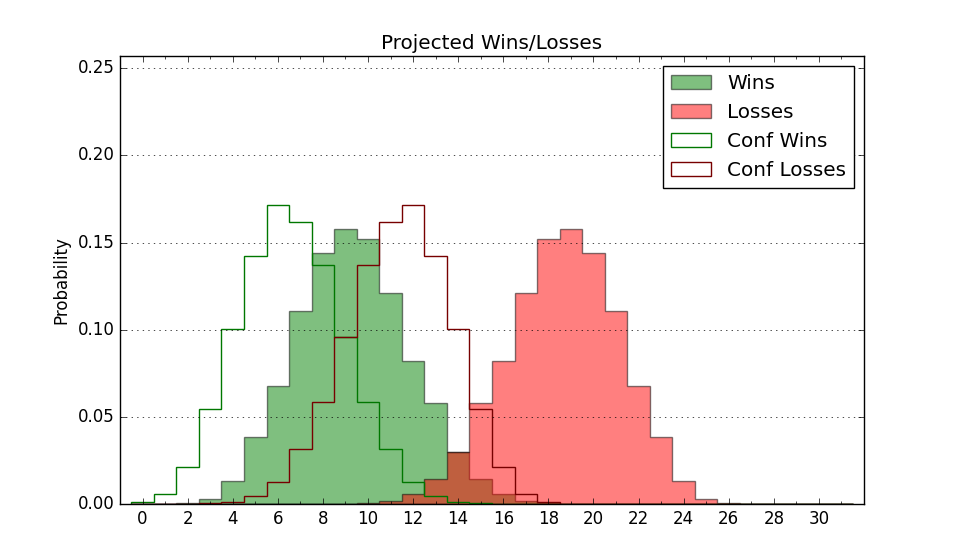 Projected Wins/Losses
Wins
Losses
Conf Wins
Conf Losses
Probability
0.25
0.20
0.15
0.10
0.05
0.00
0 2 4 6 8 10 12 14 16 18 20 22 24 26 28 30